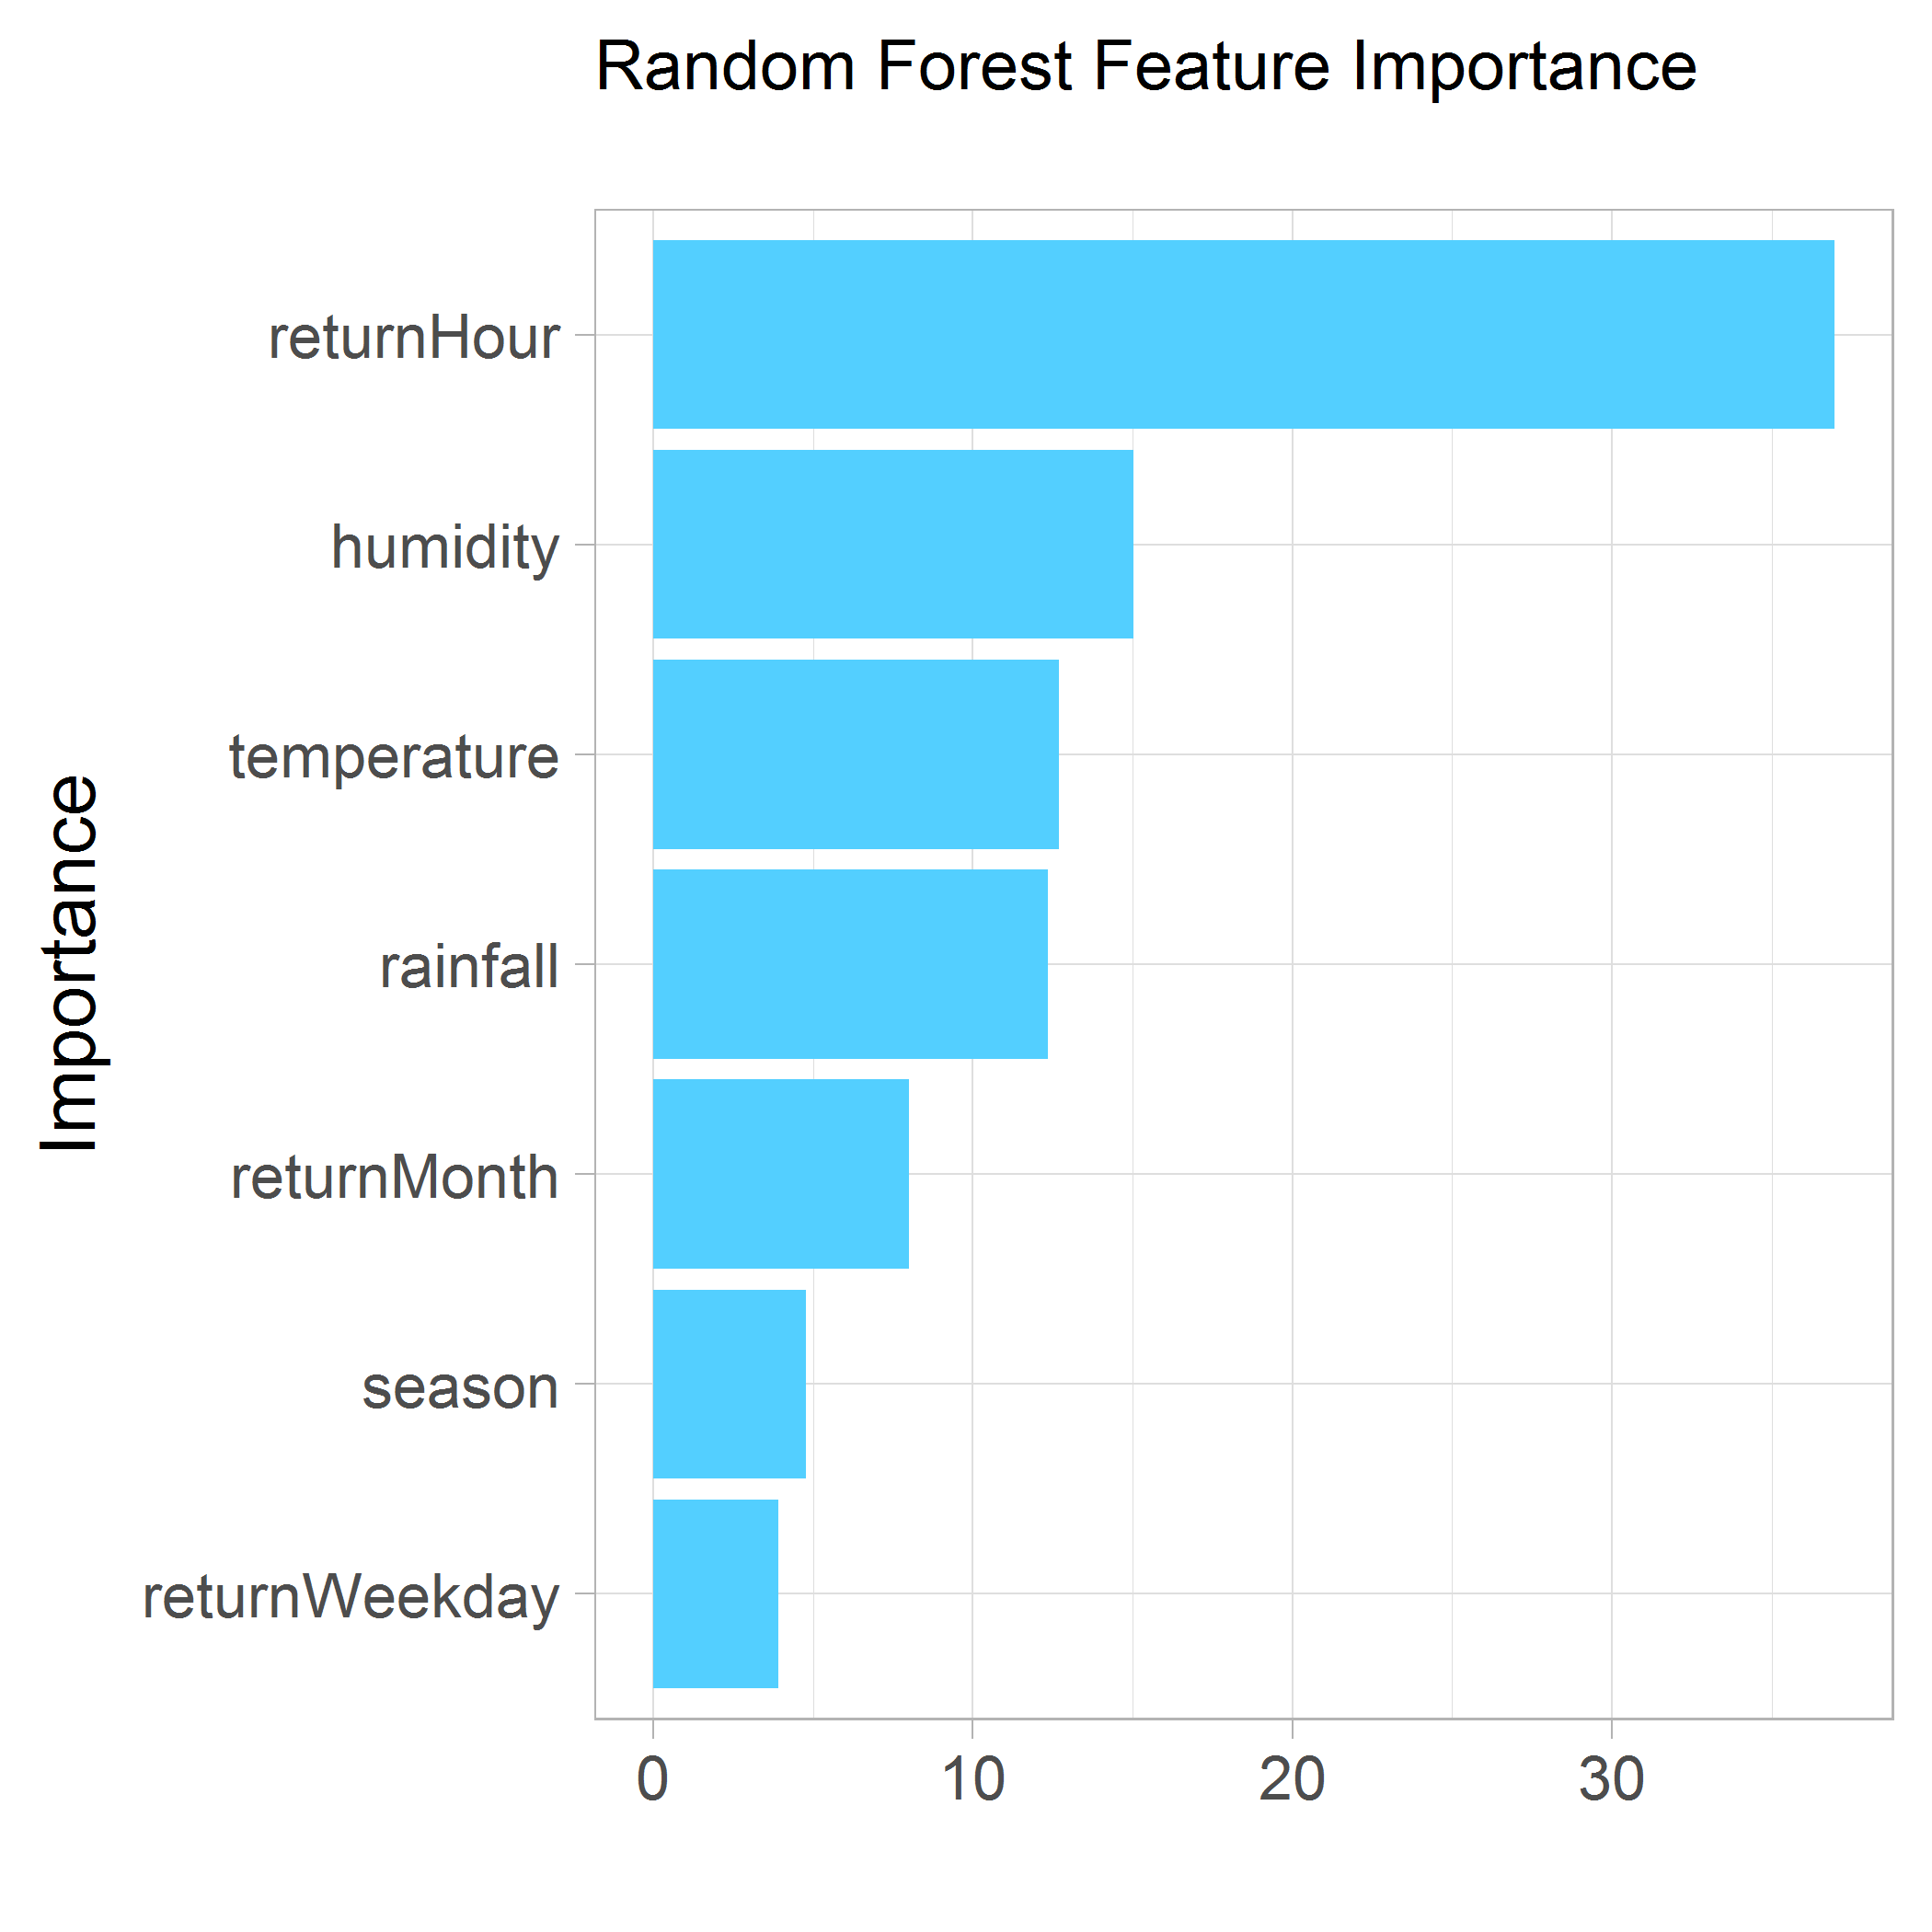 Random Forest Feature Importance
Importance
returnHour
humidity
temperature
rainfall
returnMonth
season
returnWeekday
0 10 20 30